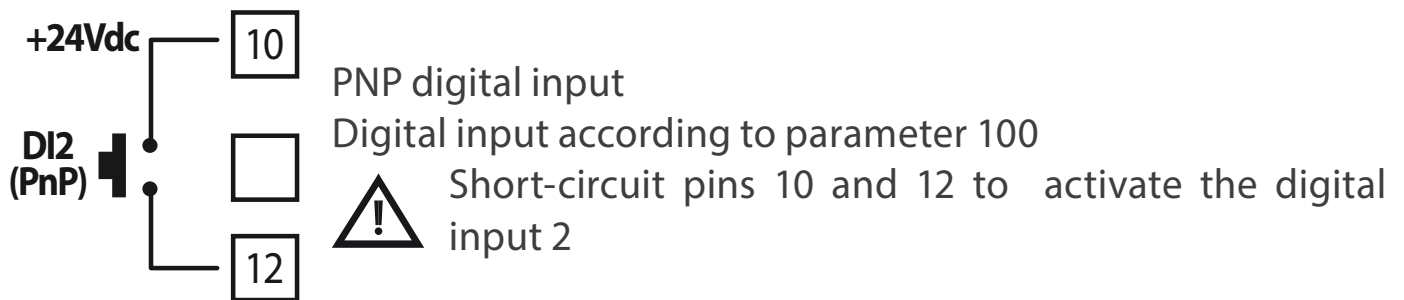 +24Vdc
10
PNP digital input
Digital input according to parameter 100
DI2
(PnP)
Short-circuit pins 10 and 12 to activate the digital
input 2
12